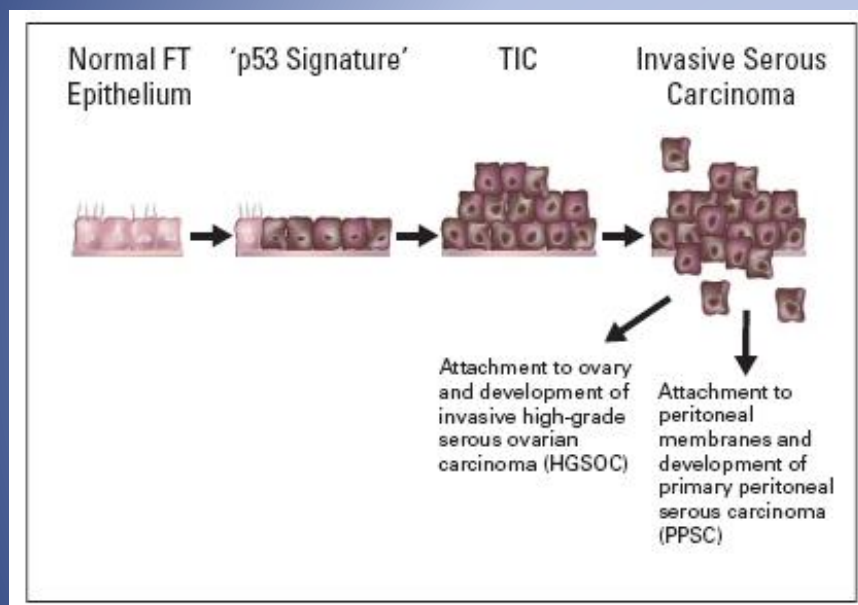 Normal FT
Epithelium
'p53 Signature'
TIC
Invasive Serous
Carcinoma
Attachment to ovary
and development of
invasive high-grade
serous ovarian
carcinoma (HGSOC)
Attachment to
peritoneal
membranes and
development of
primary peritoneal
serous carcinoma
(PPSC)